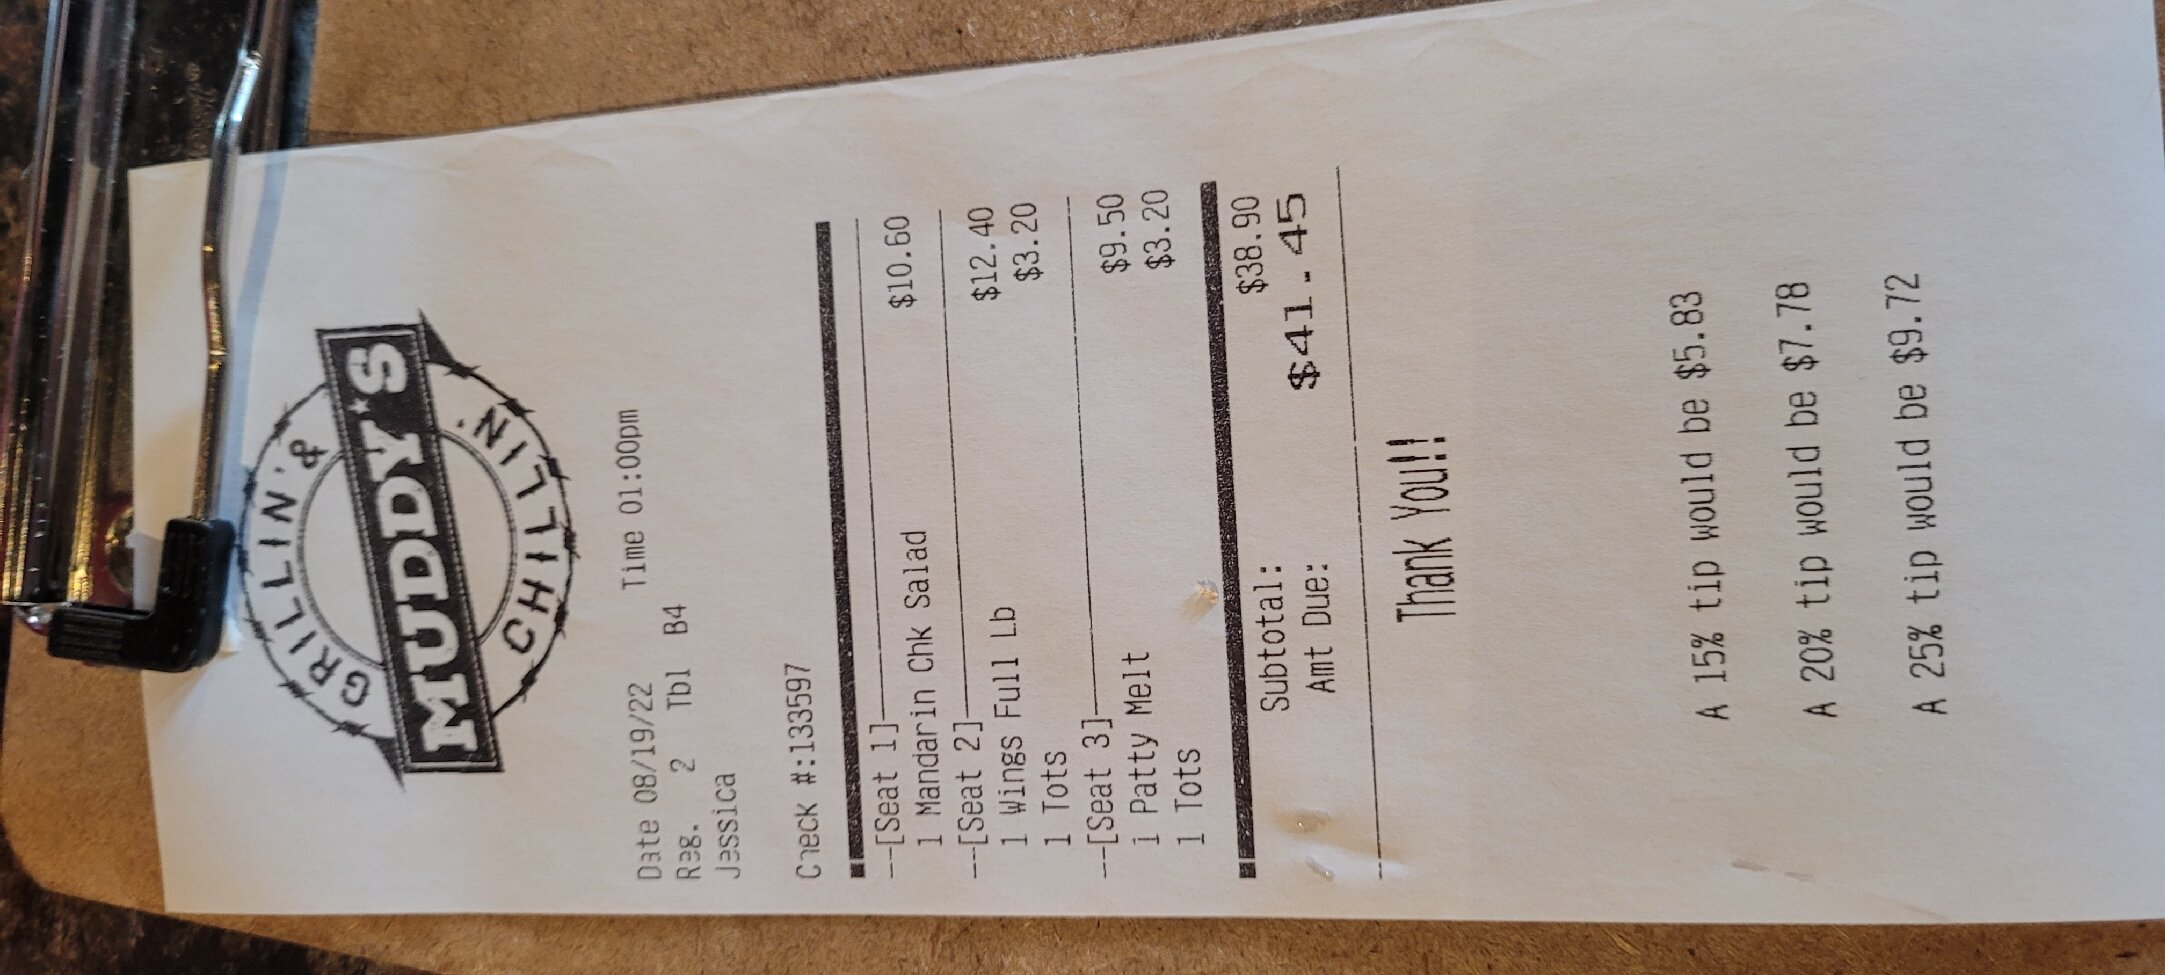 GRILLIN' &
MUDDY'S
CHILLIN'
Date 08/19/22 Time 01:00pm
Reg. 2 Tbl B4
Jessica
Check #:133597
--[Seat 1]
1 Mandarin Chk Salad $10.60
--[Seat 2]
1 Wings Full Lb $12.40
1 Tots $3.20
--[Seat 3]
1 Patty Melt $9.50
1 Tots $3.20
Subtotal: $38.90
Amt Due: $41.45
Thank You!!
A 15% tip would be $5.83
A 20% tip would be $7.78
A 25% tip would be $9.72